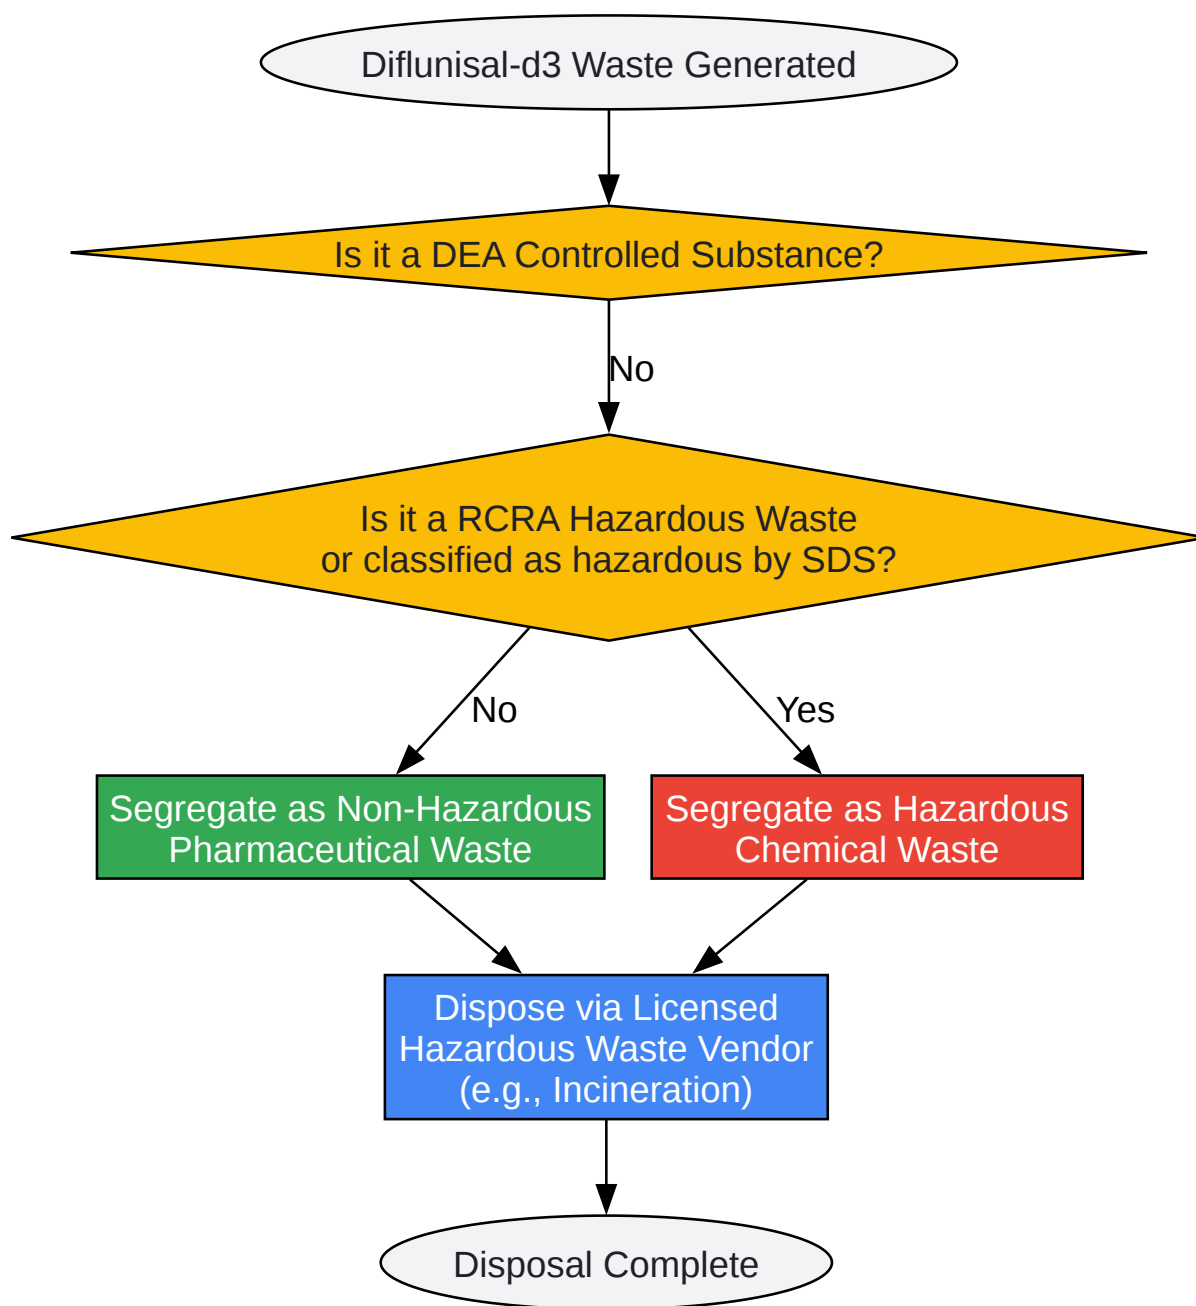 Diflunisal-d3 Waste Generated
Is it a DEA Controlled Substance?
No
Is it a RCRA Hazardous Waste
or classified as hazardous by SDS?
No
Yes
Segregate as Non-Hazardous
Pharmaceutical Waste
Segregate as Hazardous
Chemical Waste
Dispose via Licensed
Hazardous Waste Vendor
(e.g., Incineration)
Disposal Complete